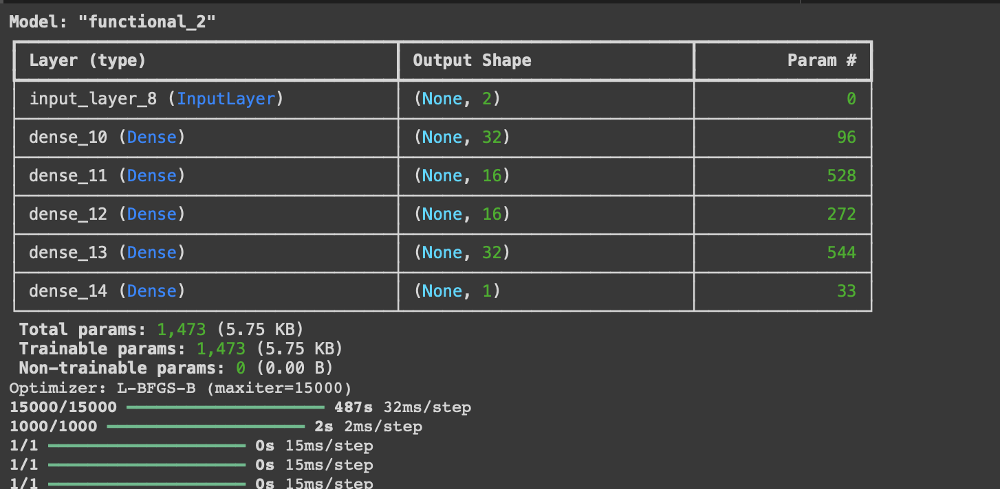 Model: "functional_2"
Layer (type) Output Shape Param #
input_layer_8 (InputLayer) (None, 2) 0
dense_10 (Dense) (None, 32) 96
dense_11 (Dense) (None, 16) 528
dense_12 (Dense) (None, 16) 272
dense_13 (Dense) (None, 32) 544
dense_14 (Dense) (None, 1) 33
Total params: 1,473 (5.75 KB)
Trainable params: 1,473 (5.75 KB)
Non-trainable params: 0 (0.00 B)
Optimizer: L-BFGS-B (maxiter=15000)
15000/15000 487s 32ms/step
1000/1000 2s 2ms/step
1/1 0s 15ms/step
1/1 0s 15ms/step
1/1 0s 15ms/step